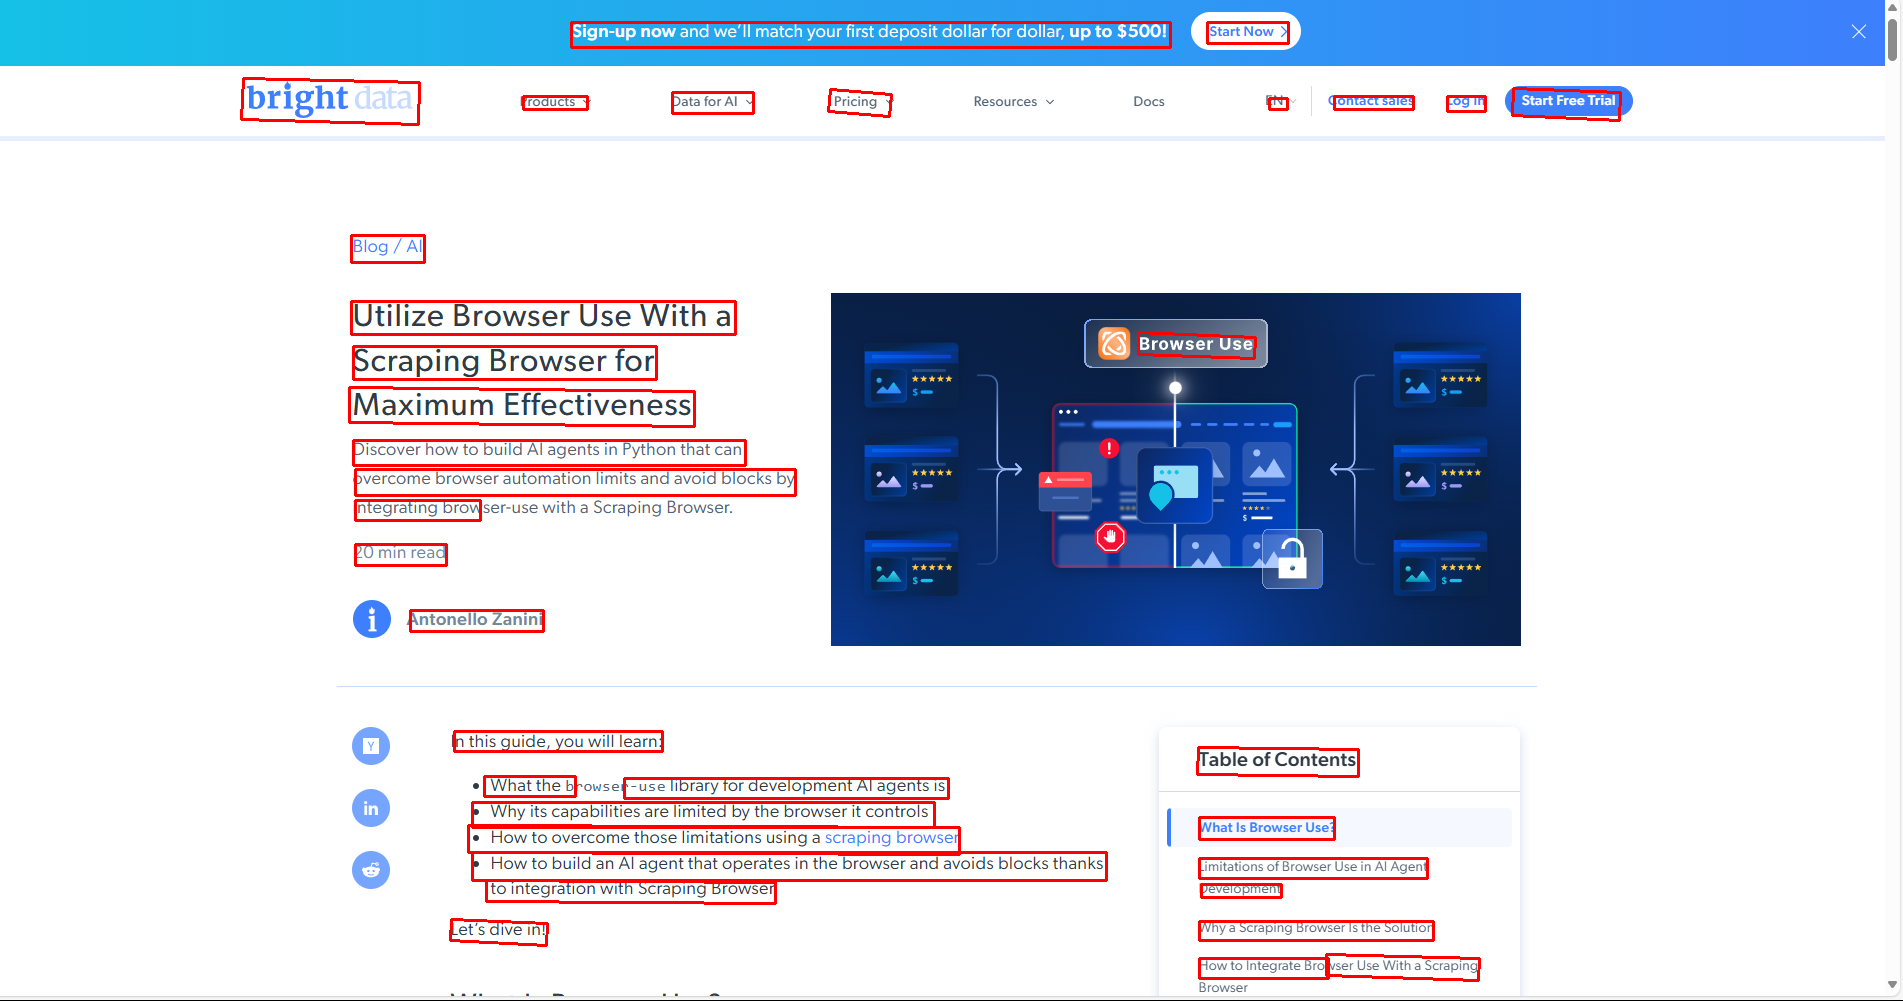 Sign-up now and we'll match your first deposit dollar for dollar, up to $500!
Start Now
bright data
Products
Data for AI
Pricing
Resources
Docs
EN
Contact sales
Log in
Start Free Trial
Blog / AI
Utilize Browser Use With a
Scraping Browser for
Maximum Effectiveness
Discover how to build AI agents in Python that can
overcome browser automation limits and avoid blocks by
integrating browser-use with a Scraping Browser.
20 min read
Antonello Zanini
Browser Use
In this guide, you will learn:
What the browser-use library for development AI agents is
Why its capabilities are limited by the browser it controls
How to overcome those limitations using a scraping browser
How to build an AI agent that operates in the browser and avoids blocks thanks
to integration with Scraping Browser
Let's dive in!
Table of Contents
What Is Browser Use?
Limitations of Browser Use in AI Agent
Development
Why a Scraping Browser Is the Solution
How to Integrate Browser Use With a Scraping
Browser